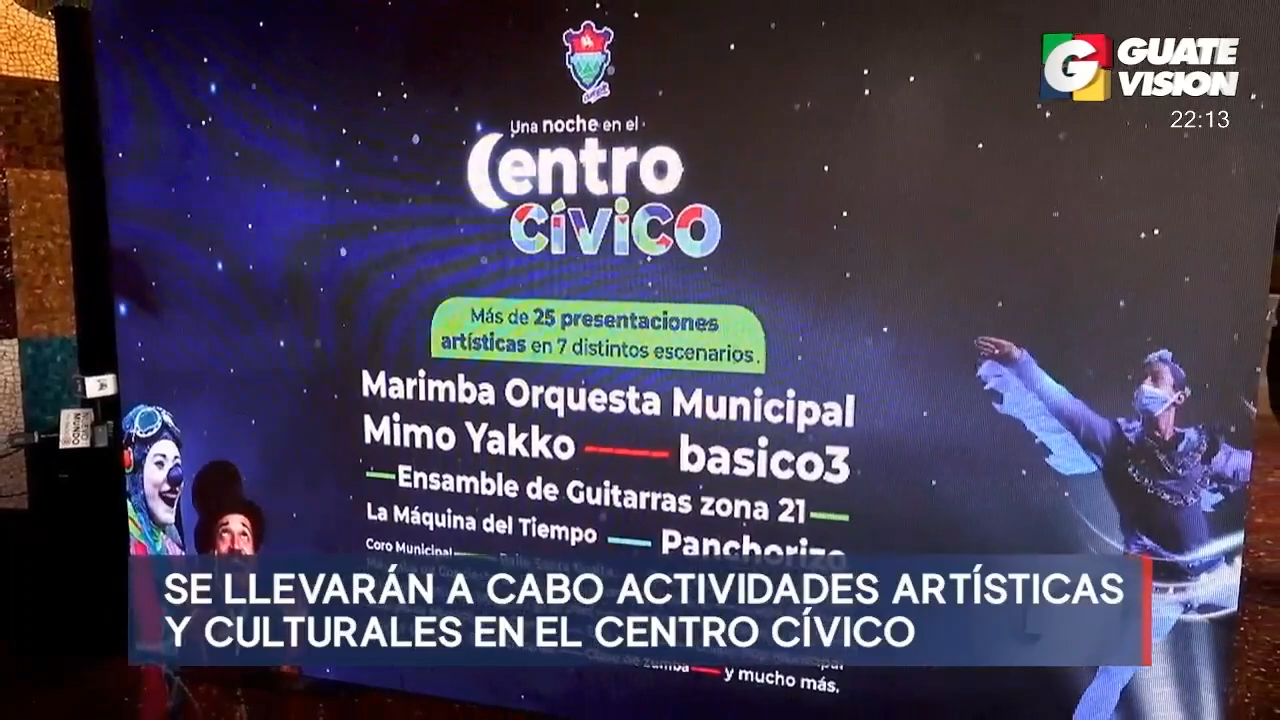 GUATE
VISION
22:13
Una noche en el
Centro
cívico
Más de 25 presentaciones
artísticas en 7 distintos escenarios.
Marimba Orquesta Municipal
Mimo Yakko basico3
Ensamble de Guitarras zona 21
La Máquina del Tiempo Panchorizo
Coro Municipal
SE LLEVARÁN A CABO ACTIVIDADES ARTÍSTICAS
Y CULTURALES EN EL CENTRO CÍVICO
zumba y mucho más.